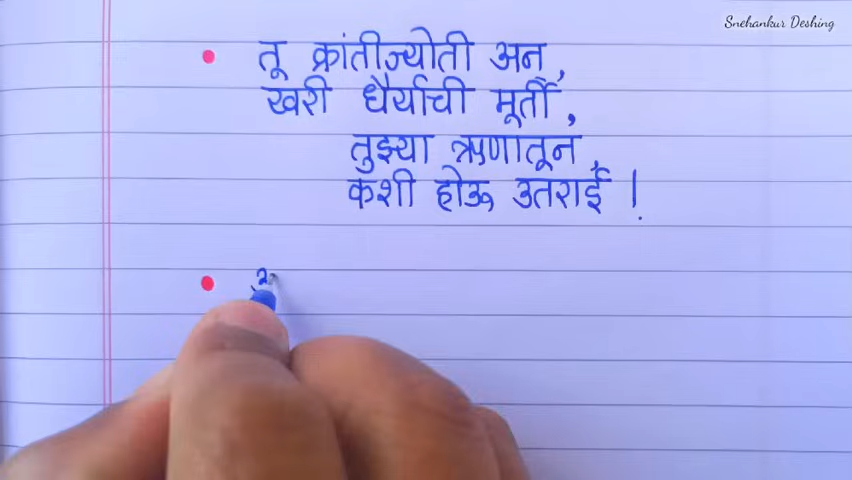 Snehankur Deshing
तू क्रांतीज्योती अन,
खरी धैर्याची मूर्ती,
तुझ्या ऋणातून,
कशी होऊ उतराई !